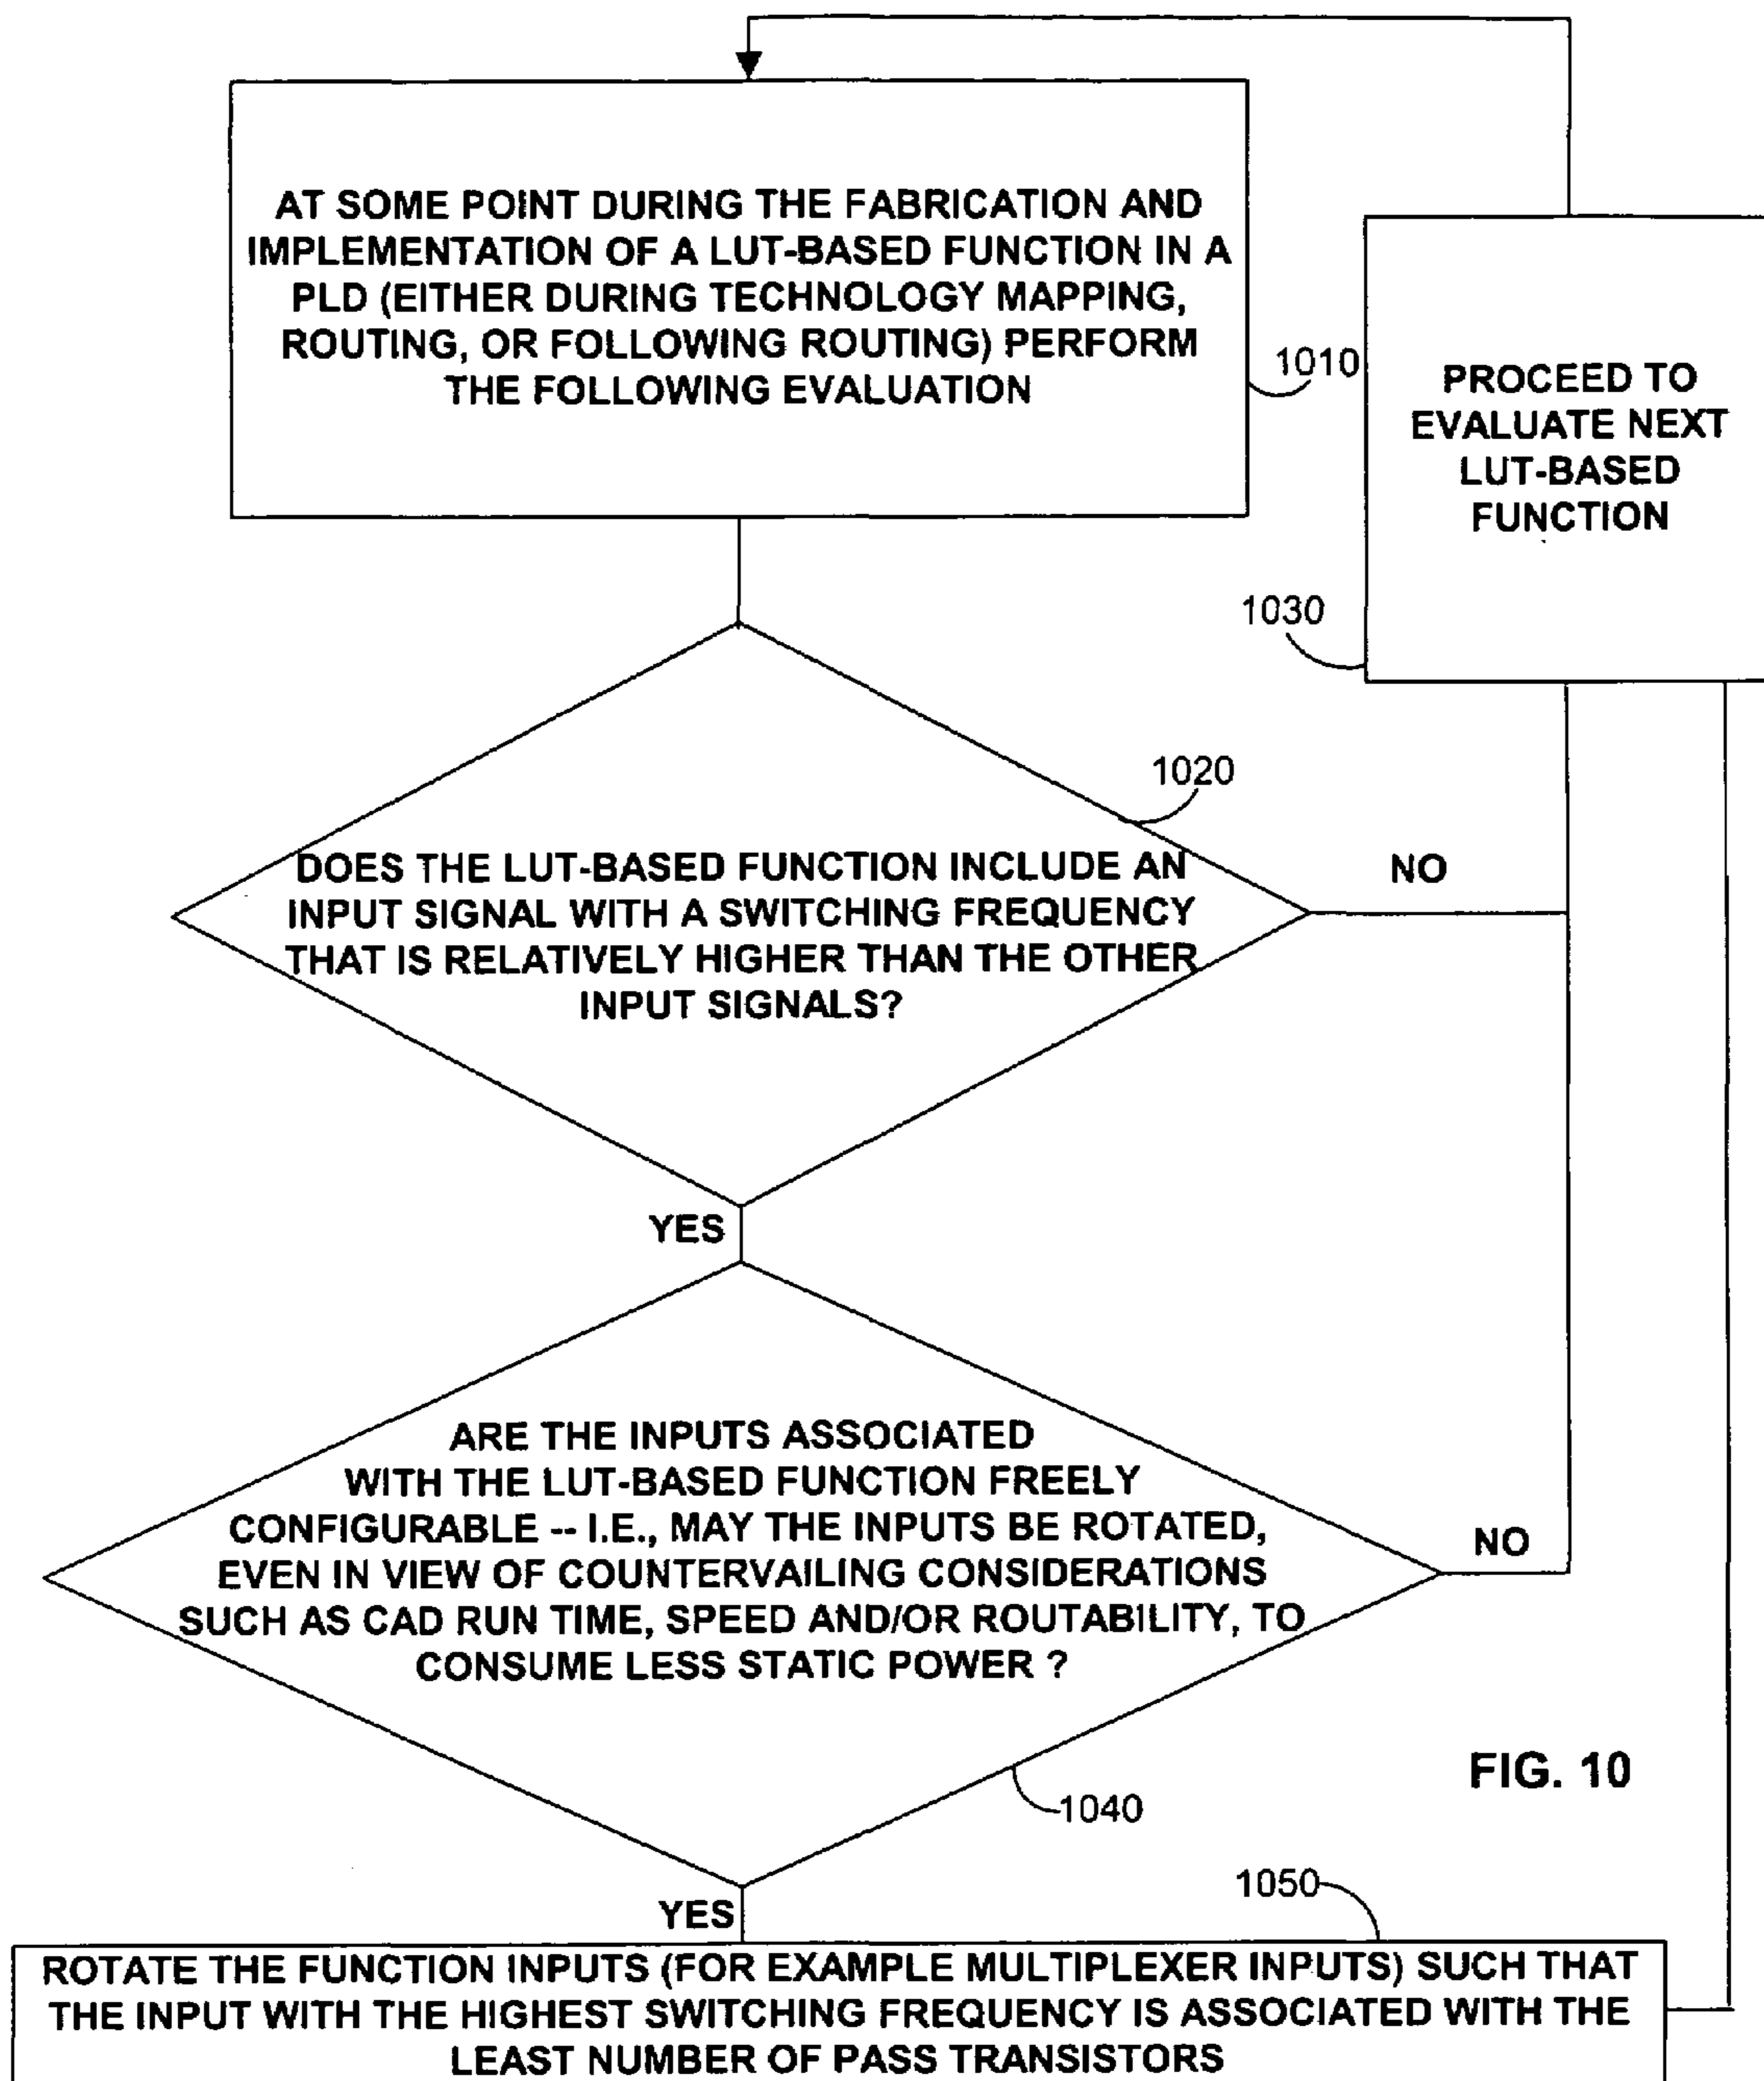 AT SOME POINT DURING THE FABRICATION AND
IMPLEMENTATION OF A LUT-BASED FUNCTION IN A
PLD (EITHER DURING TECHNOLOGY MAPPING,
ROUTING, OR FOLLOWING ROUTING) PERFORM
THE FOLLOWING EVALUATION
1010
PROCEED TO
EVALUATE NEXT
LUT-BASED
FUNCTION
1030
1020
DOES THE LUT-BASED FUNCTION INCLUDE AN
INPUT SIGNAL WITH A SWITCHING FREQUENCY
THAT IS RELATIVELY HIGHER THAN THE OTHER
INPUT SIGNALS?
NO
YES
ARE THE INPUTS ASSOCIATED
WITH THE LUT-BASED FUNCTION FREELY
CONFIGURABLE -- I.E., MAY THE INPUTS BE ROTATED,
EVEN IN VIEW OF COUNTERVAILING CONSIDERATIONS
SUCH AS CAD RUN TIME, SPEED AND/OR ROUTABILITY, TO
CONSUME LESS STATIC POWER ?
NO
1040
FIG. 10
YES
1050
ROTATE THE FUNCTION INPUTS (FOR EXAMPLE MULTIPLEXER INPUTS) SUCH THAT
THE INPUT WITH THE HIGHEST SWITCHING FREQUENCY IS ASSOCIATED WITH THE
LEAST NUMBER OF PASS TRANSISTORS